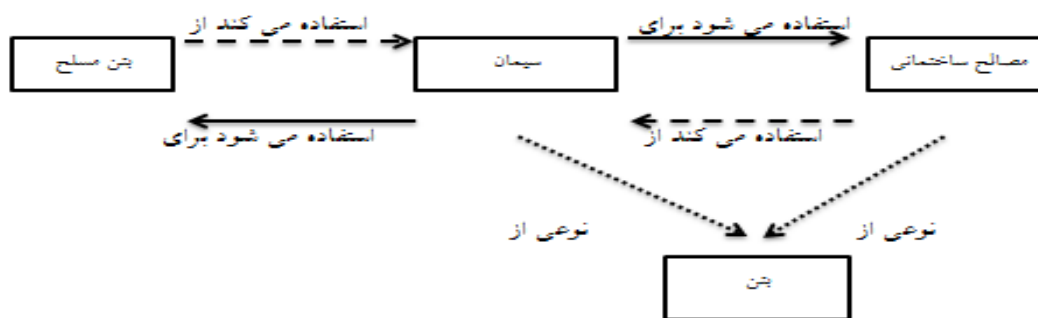 استفاده می شود برای
استفاده می کند از
مصالح ساختمانی
سیمان
بتن مسلح
استفاده می کند از
استفاده می شود برای
نوعی از
نوعی از
بتن